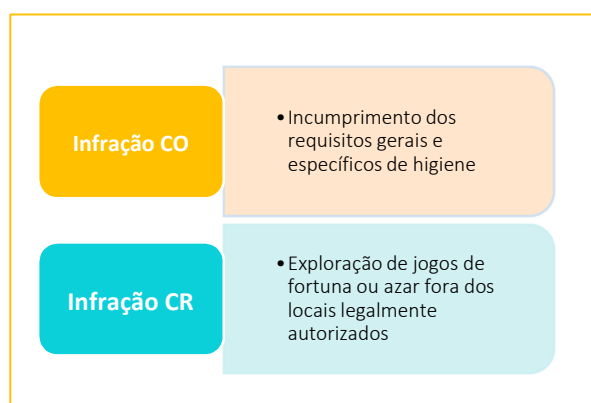 Infração CO
•Incumprimento dos
requisitos gerais e
específicos de higiene
Infração CR
•Exploração de jogos de
fortuna ou azar fora dos
locais legalmente
autorizados